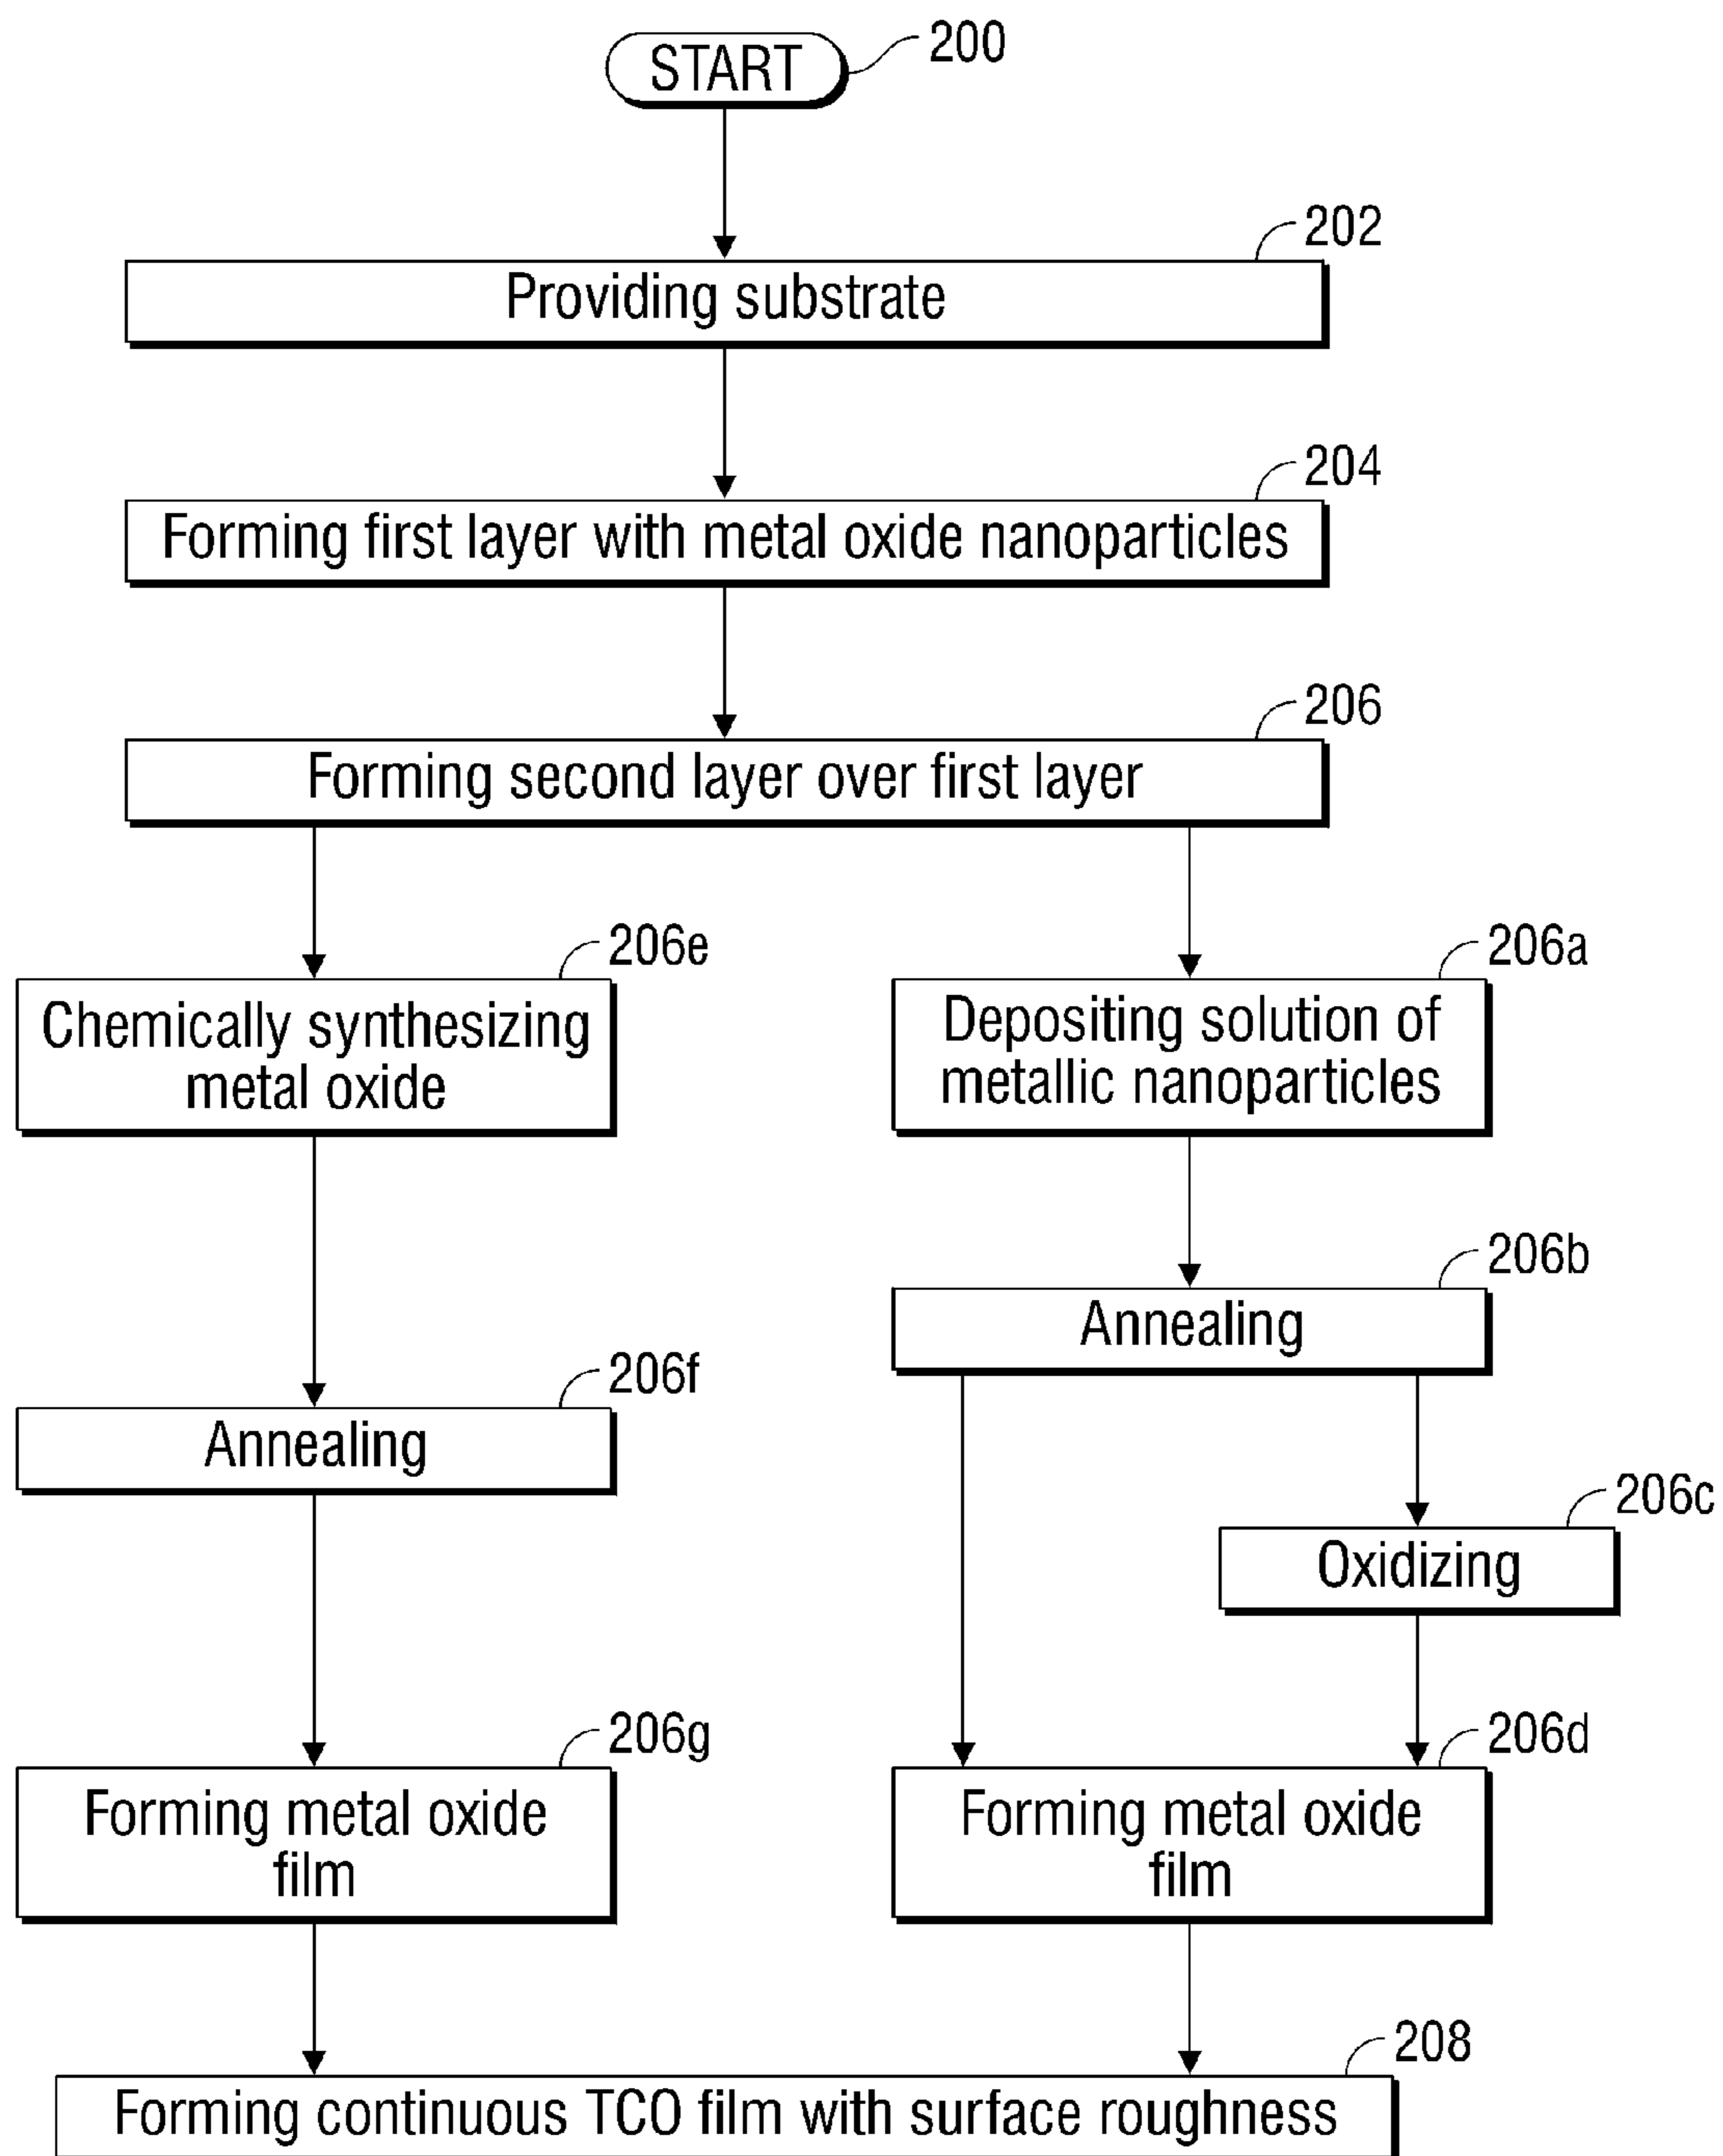 START
200
202
Providing substrate
204
Forming first layer with metal oxide nanoparticles
206
Forming second layer over first layer
206e
Chemically synthesizing
metal oxide
206a
Depositing solution of
metallic nanoparticles
206b
Annealing
206f
Annealing
206c
Oxidizing
206g
Forming metal oxide
film
206d
Forming metal oxide
film
208
Forming continuous TCO film with surface roughness